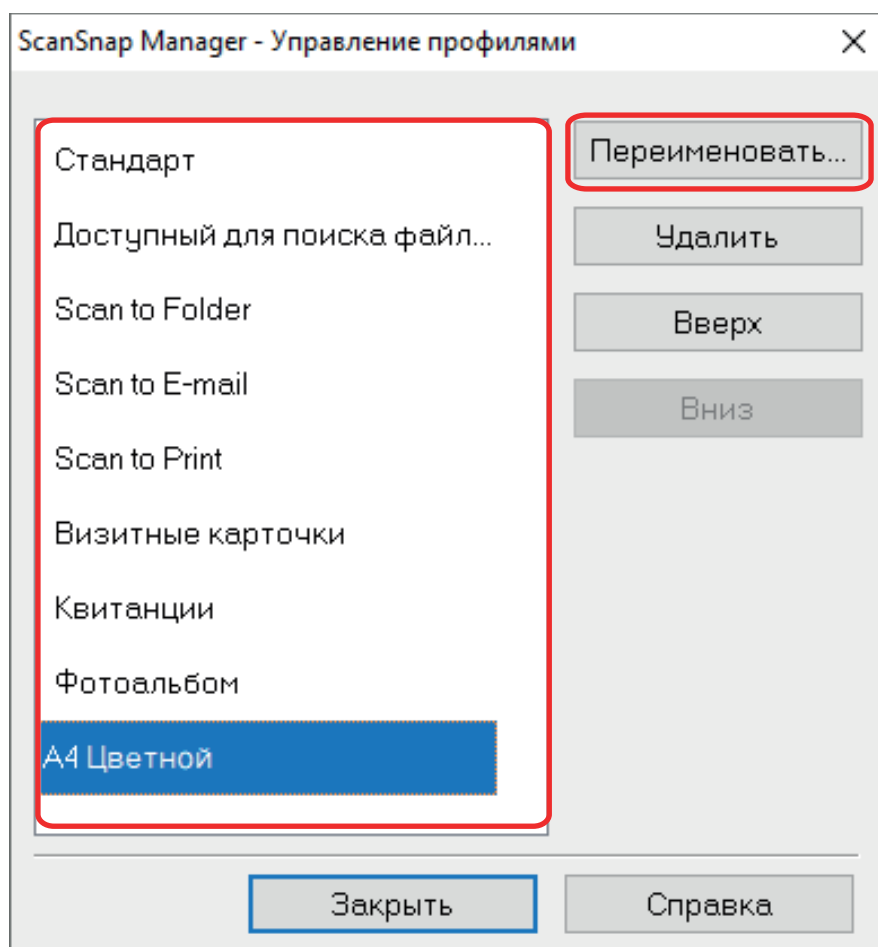 ScanSnap Manager - Управление профилями
Стандарт
Доступный для поиска файл...
Scan to Folder
Scan to E-mail
Scan to Print
Визитные карточки
Квитанции
Фотоальбом
A4 Цветной
Переименовать...
Удалить
Вверх
Вниз
Закрыть
Справка